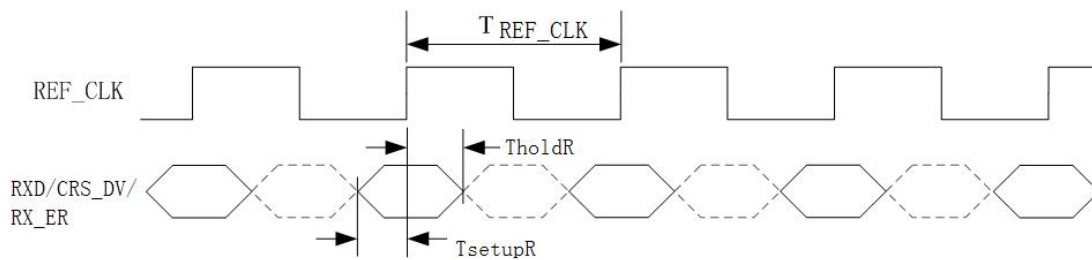 T REF_CLK
REF_CLK
TholdR
RXD/CRS_DV/
RX_ER
TsetupR